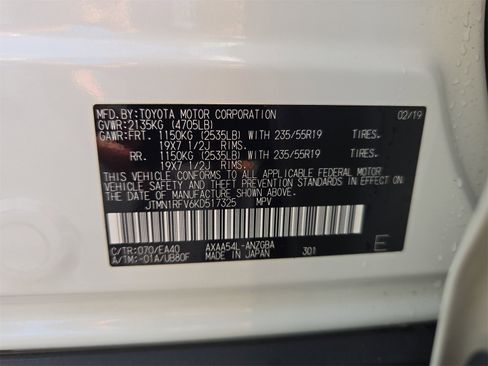 MFD.BY:TOYOTA MOTOR CORPORATION 02/19
GVWR:2135KG (4705LB)
GAWR:FRT. 1150KG (2535LB) WITH 235/55R19 TIRES.
19X7 1/2J RIMS.
RR. 1150KG (2535LB) WITH 235/55R19 TIRES.
19X7 1/2J RIMS.
THIS VEHICLE CONFORMS TO ALL APPLICABLE FEDERAL MOTOR
VEHICLE SAFETY STANDARDS IN EFFECT ON
THE DATE OF MANUFACTURE SHOWN ABOVE.
JTMN1RFV6KD517325 MPV
C/TR:070/EA40 AXAA54L-ANZGBA
A/TM:-01A/UB80F MADE IN JAPAN 301 E